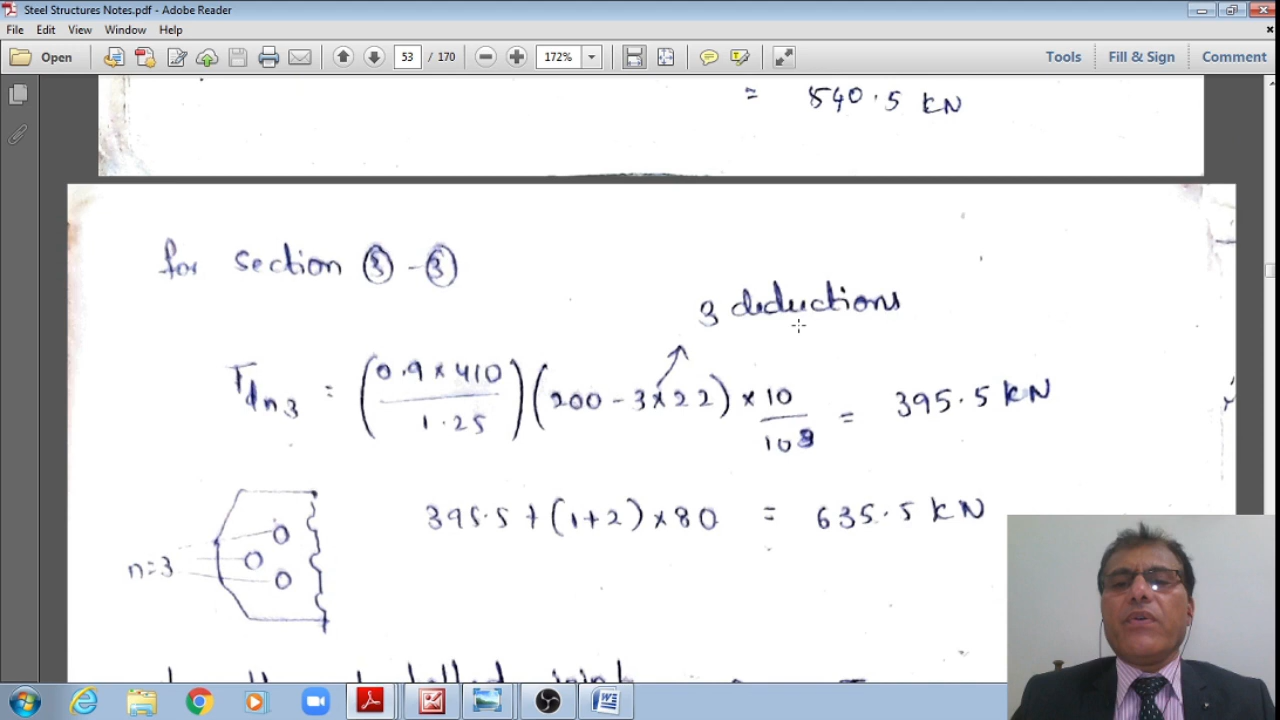 Steel Structures Notes.pdf - Adobe Reader
File Edit View Window Help
Open 53 / 170 172% Tools Fill & Sign Comment
= 540.5 KN
for section ③ - ③
3 deductions
Tdn3 = (0.9 × 410 / 1.25) (200 - 3×22) × 10 / 10³ = 395.5 KN
395.5 + (1+2) × 80 = 635.5 KN
n=3